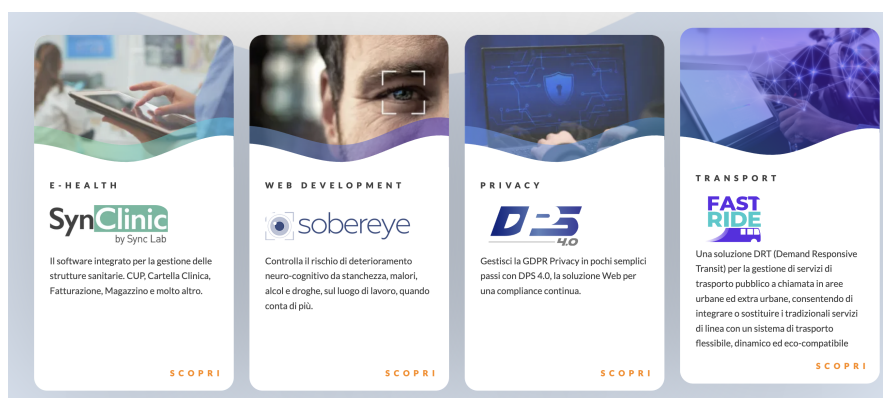 E-HEALTH
SynClinic
by Sync Lab
Il software integrato per la gestione delle
strutture sanitarie. CUP, Cartella Clinica,
Fatturazione, Magazzino e molto altro.
SCOPRI
WEB DEVELOPMENT
sobereye
Controlla il rischio di deterioramento
neuro-cognitivo da stanchezza, malori,
alcol e droghe, sul luogo di lavoro, quando
conta di più.
SCOPRI
PRIVACY
DPS
4.0
Gestisci la GDPR Privacy in pochi semplici
passi con DPS 4.0, la soluzione Web per
una compliance continua.
SCOPRI
TRANSPORT
FAST
RIDE
Una soluzione DRT (Demand Responsive
Transit) per la gestione di servizi di
trasporto pubblico a chiamata in aree
urbane ed extra urbane, consentendo di
integrare o sostituire i tradizionali servizi
di linea con un sistema di trasporto
flessibile, dinamico ed eco-compatibile
SCOPRI